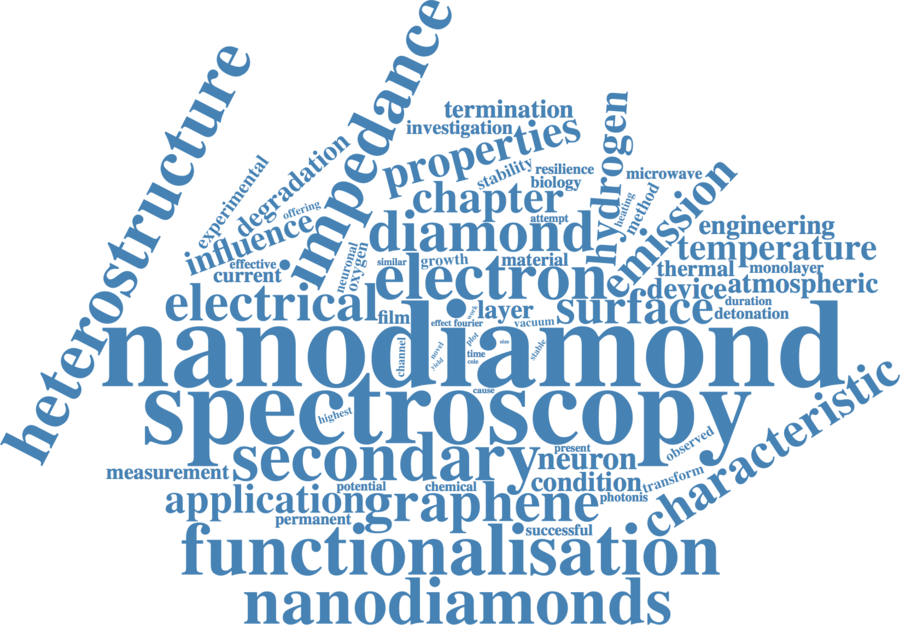 heterostructure
impedance
termination
investigation
properties
hydrogen
experimental
degradation
offering
influence
stability
resilience
biology
microwave
chapter
attempt
heating
method
emission
diamond
engineering
temperature
effective
current
neuronal
oxygen
similar
growth
material
electron
thermal
monolayer
device
atmospheric
electrical
film
layer
work
surface
duration
detonation
effect
fourier
vacuum
nanodiamond
channel
novel
yield
plot
time
size
stable
cause
spectroscopy
highest
characteristic
secondary
present
neuron
observed
measurement
condition
transform
potential
chemical
photonis
application
graphene
permanent
successful
functionalisation
nanodiamonds